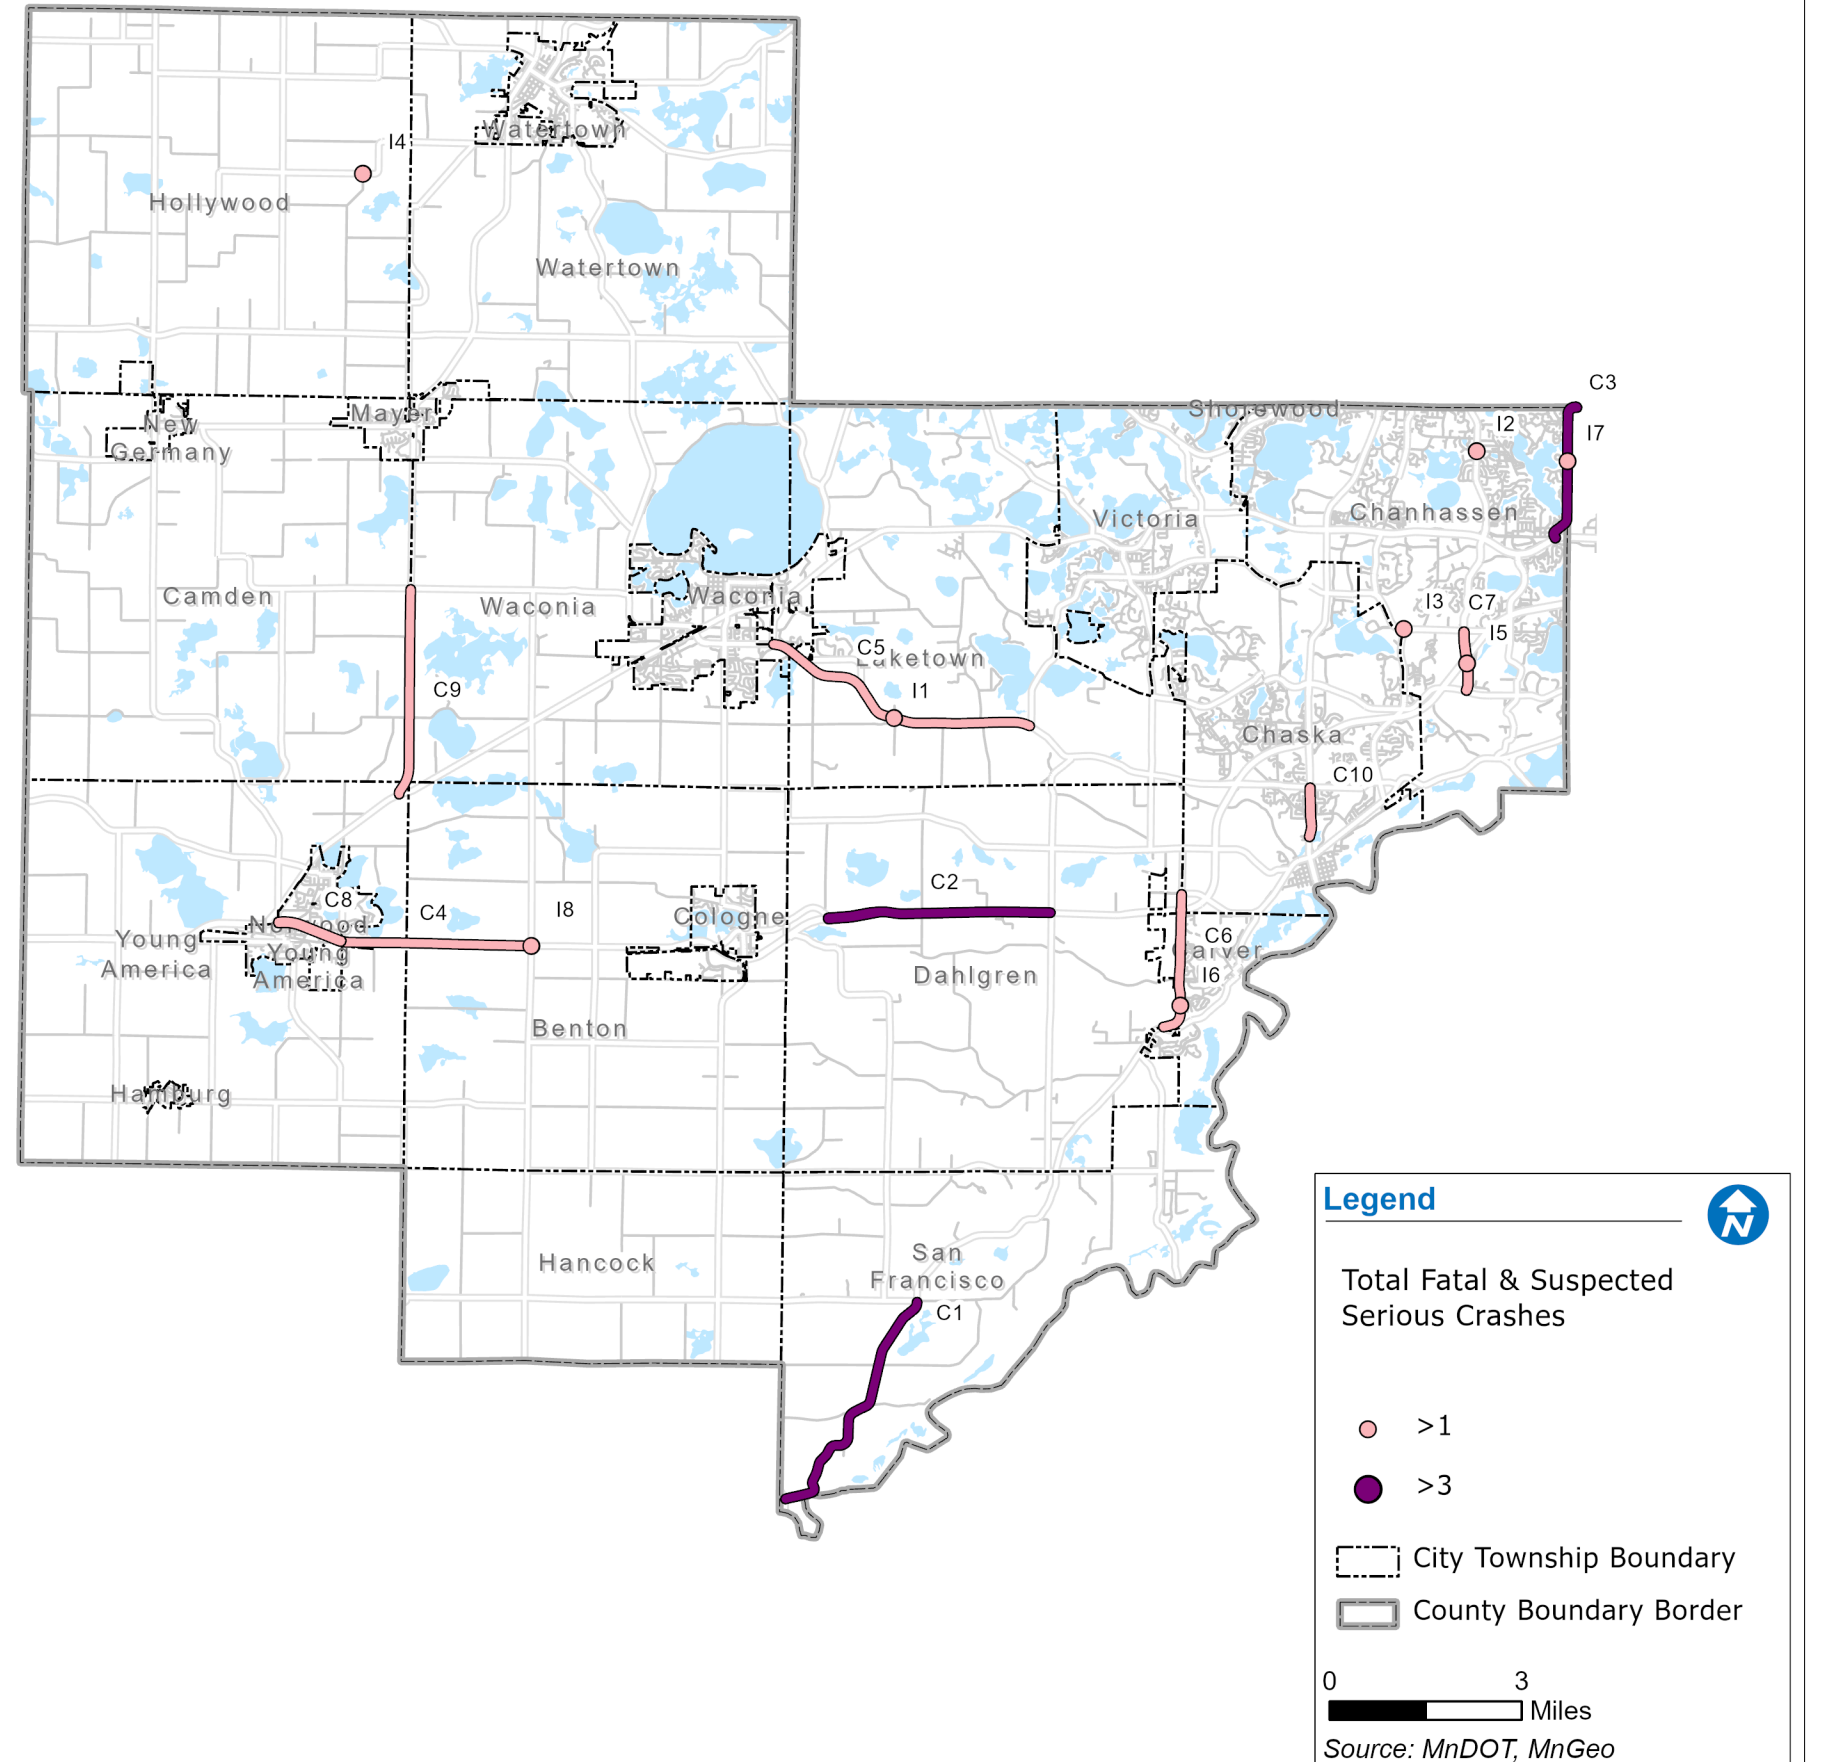 Watertown
I4
Hollywood
Watertown
C3
Shorewood
Mayer
I2
New
Germany
I7
Chanhassen
Victoria
Camden
Waconia
Waconia
I3
C7
I5
C5
Laketown
C9
I1
Chaska
C10
C2
C8
C4
I8
Cologne
Norwood
Young
America
Young
America
C6
Carver
I6
Dahlgren
Benton
Hamburg
San
Francisco
Hancock
C1
Legend
N
Total Fatal & Suspected
Serious Crashes
>1
>3
City Township Boundary
County Boundary Border
0 3
Miles
Source: MnDOT, MnGeo